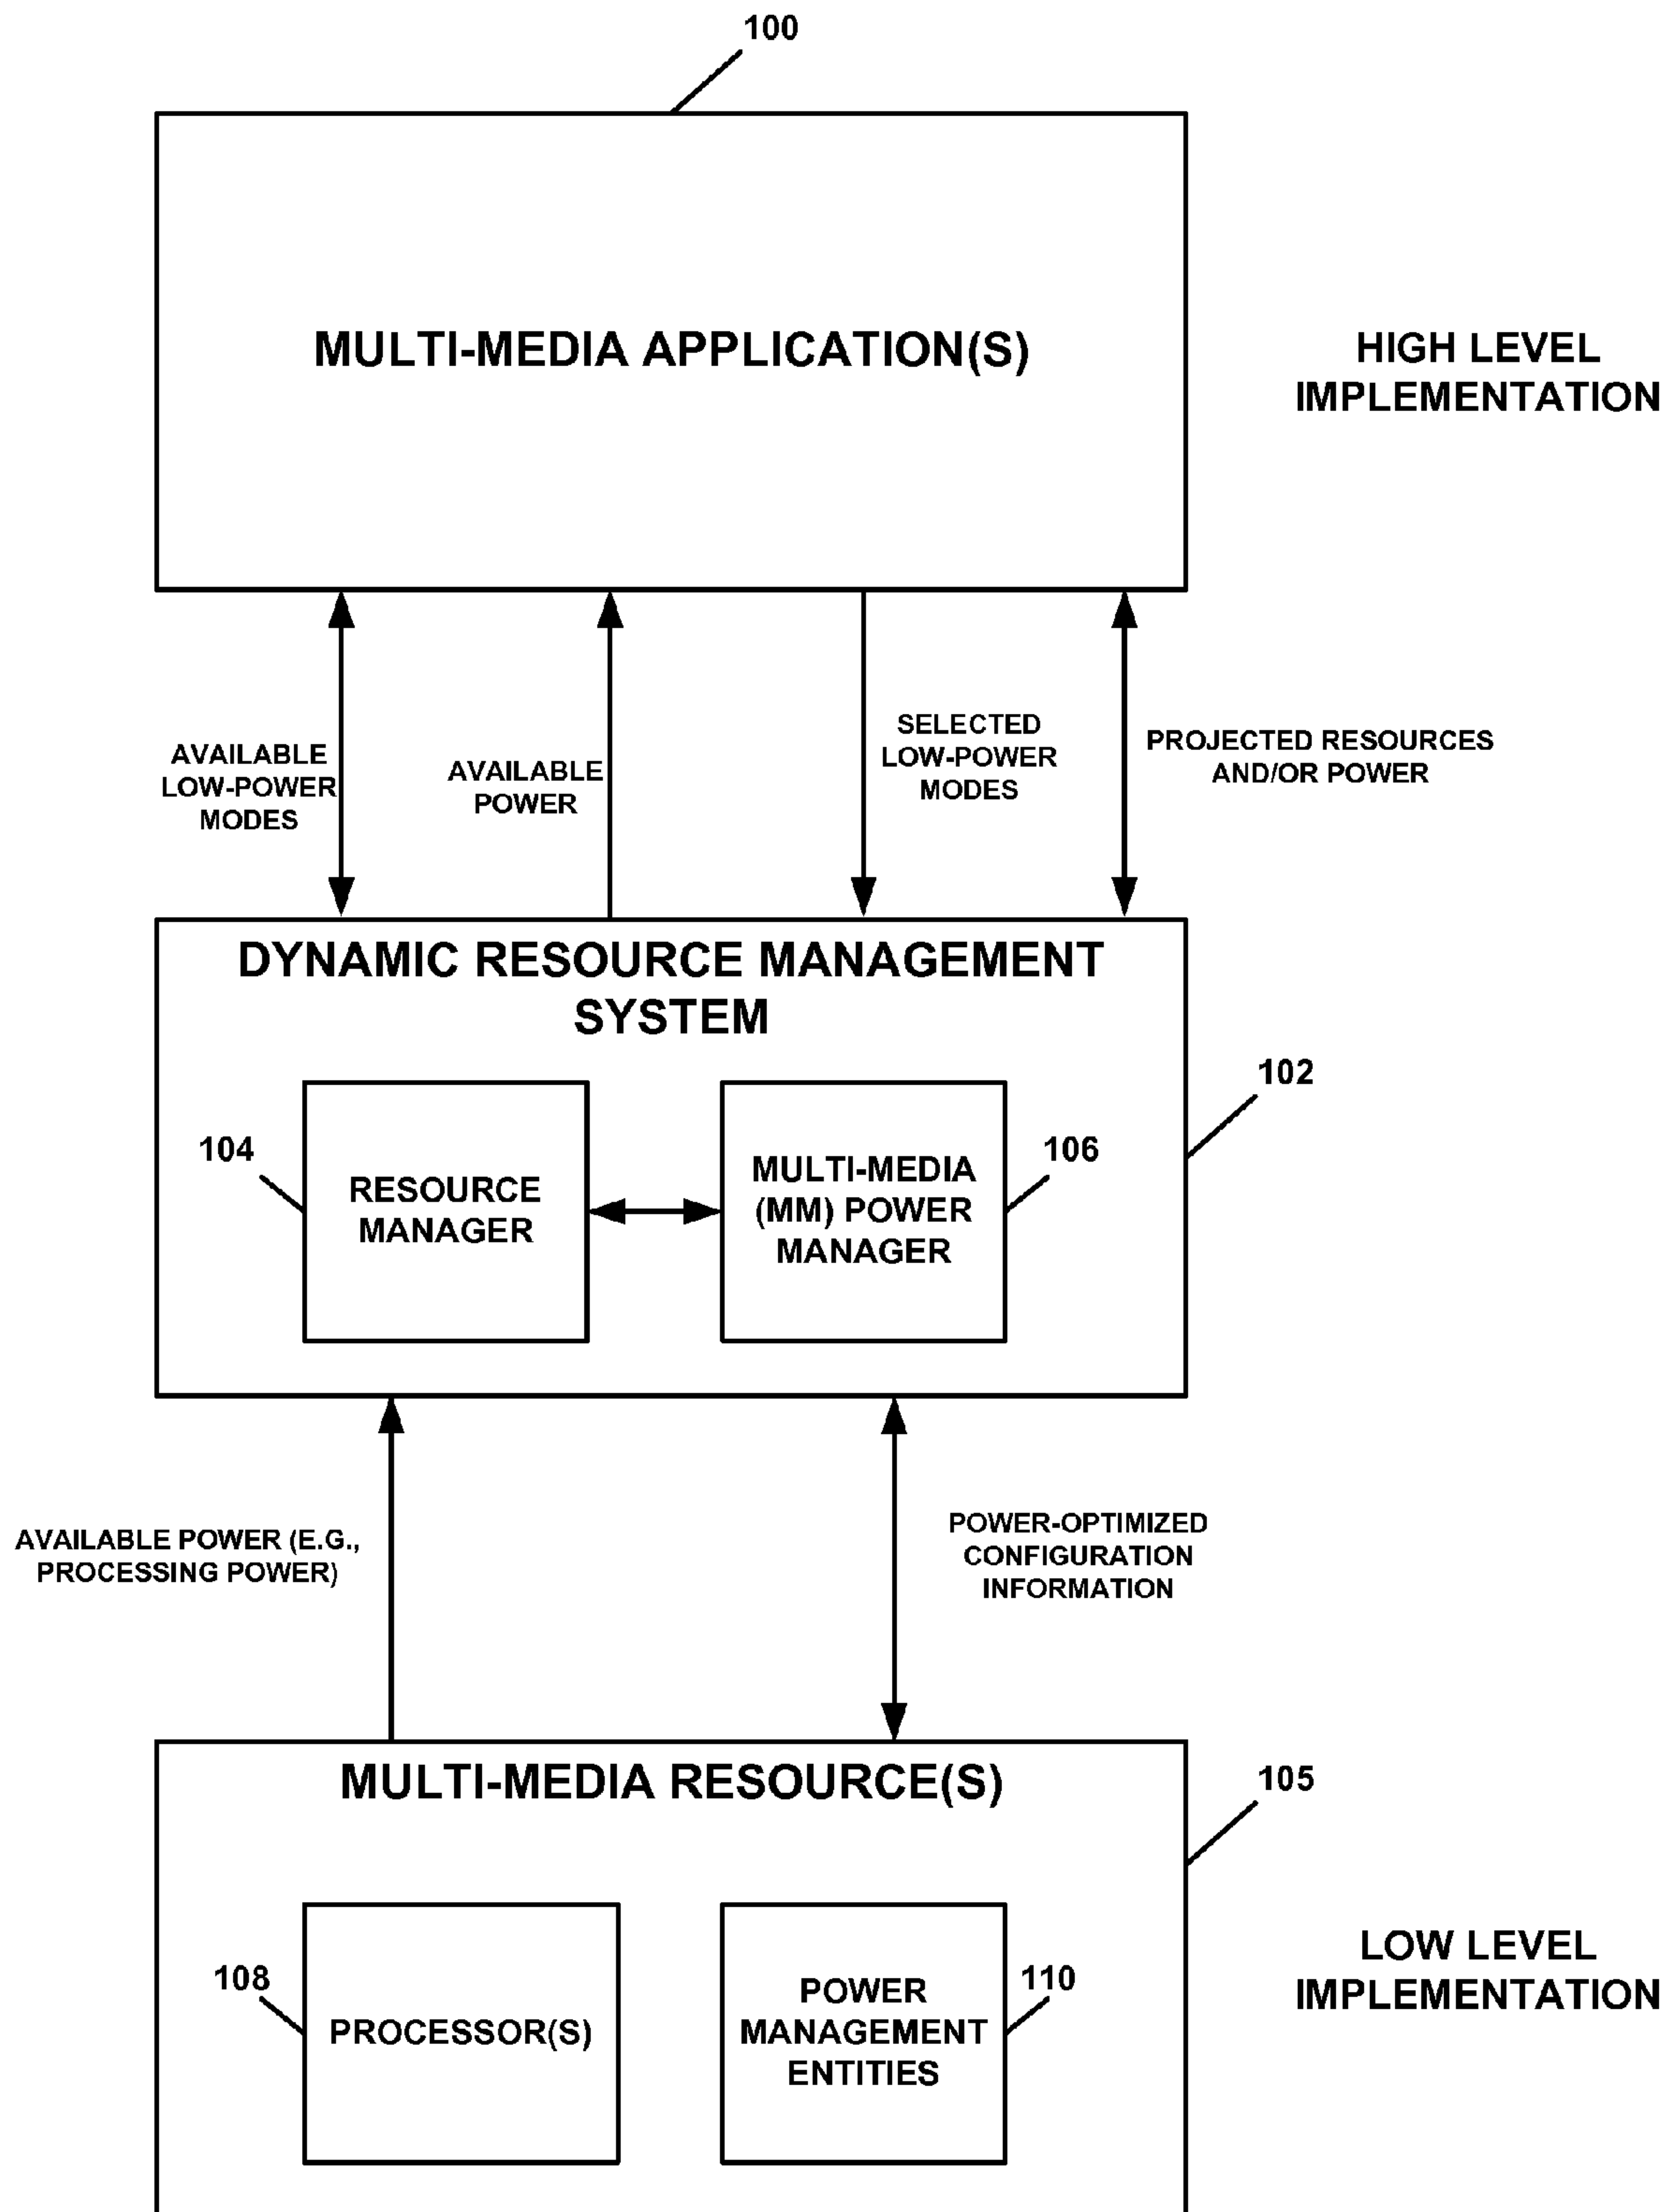 100
MULTI-MEDIA APPLICATION(S)
HIGH LEVEL
IMPLEMENTATION
AVAILABLE
LOW-POWER
MODES
AVAILABLE
POWER
SELECTED
LOW-POWER
MODES
PROJECTED RESOURCES
AND/OR POWER
DYNAMIC RESOURCE MANAGEMENT
SYSTEM
102
104
RESOURCE
MANAGER
MULTI-MEDIA
(MM) POWER
MANAGER
106
AVAILABLE POWER (E.G.,
PROCESSING POWER)
POWER-OPTIMIZED
CONFIGURATION
INFORMATION
MULTI-MEDIA RESOURCE(S)
105
108
PROCESSOR(S)
POWER
MANAGEMENT
ENTITIES
110
LOW LEVEL
IMPLEMENTATION